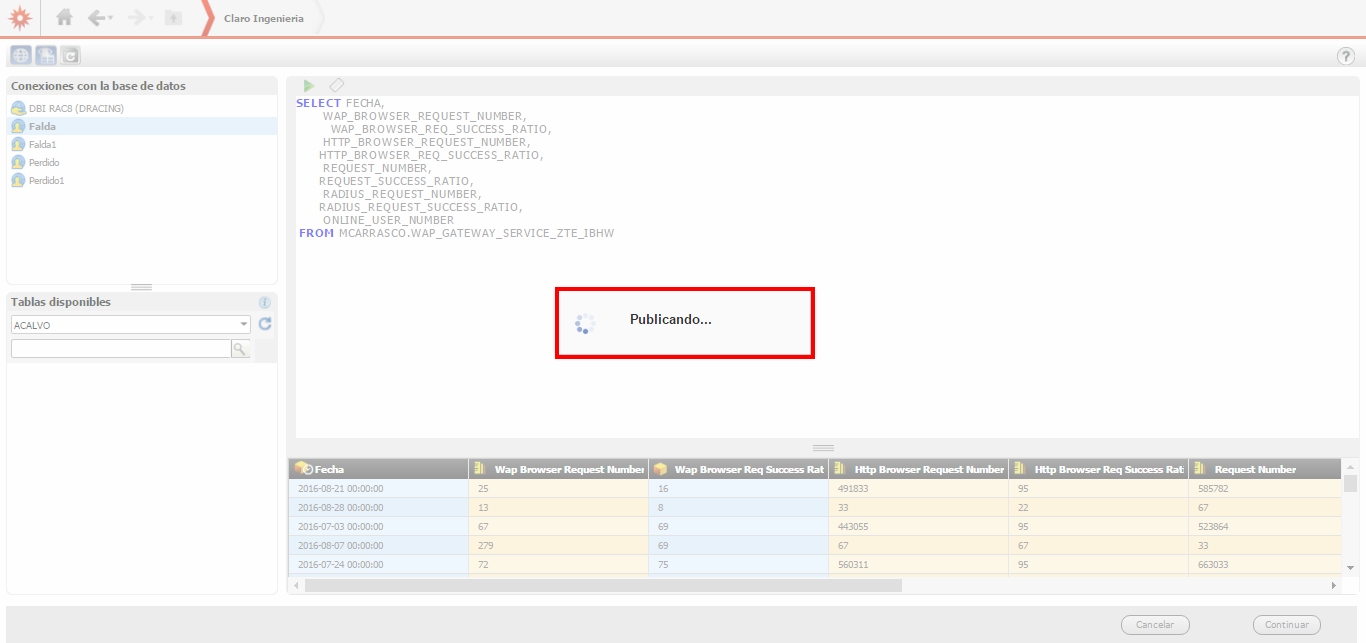 Claro Ingenieria
?
Conexiones con la base de datos
DBI RAC8 (DRACING)
Falda
Falda1
Perdido
Perdido1
Tablas disponibles
ACALVO
SELECT FECHA,
WAP_BROWSER_REQUEST_NUMBER,
WAP_BROWSER_REQ_SUCCESS_RATIO,
HTTP_BROWSER_REQUEST_NUMBER,
HTTP_BROWSER_REQ_SUCCESS_RATIO,
REQUEST_NUMBER,
REQUEST_SUCCESS_RATIO,
RADIUS_REQUEST_NUMBER,
RADIUS_REQUEST_SUCCESS_RATIO,
ONLINE_USER_NUMBER
FROM MCARRASCO.WAP_GATEWAY_SERVICE_ZTE_IBHW
Publicando...
Fecha Wap Browser Request Number Wap Browser Req Success Rat Http Browser Request Number Http Browser Req Success Rati Request Number
2016-08-21 00:00:00 25 16 491833 95 585782
2016-08-28 00:00:00 13 8 33 22 67
2016-07-03 00:00:00 67 69 443055 95 523864
2016-08-07 00:00:00 279 69 67 67 33
2016-07-24 00:00:00 72 75 560311 95 663033
Cancelar Continuar